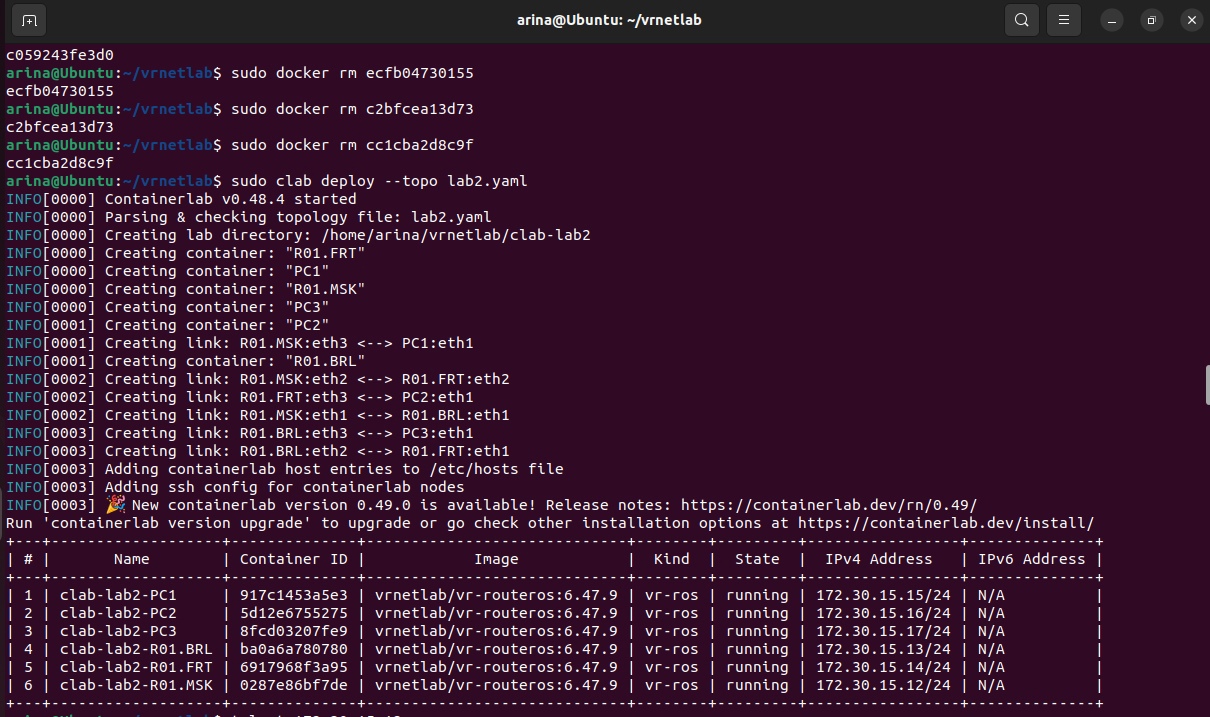 arina@Ubuntu: ~/vrnetlab
c059243fe3d0
arina@Ubuntu:~/vrnetlab$ sudo docker rm ecfb04730155
ecfb04730155
arina@Ubuntu:~/vrnetlab$ sudo docker rm c2bfcea13d73
c2bfcea13d73
arina@Ubuntu:~/vrnetlab$ sudo docker rm cc1cba2d8c9f
cc1cba2d8c9f
arina@Ubuntu:~/vrnetlab$ sudo clab deploy --topo lab2.yaml
INFO[0000] Containerlab v0.48.4 started
INFO[0000] Parsing & checking topology file: lab2.yaml
INFO[0000] Creating lab directory: /home/arina/vrnetlab/clab-lab2
INFO[0000] Creating container: "R01.FRT"
INFO[0000] Creating container: "PC1"
INFO[0000] Creating container: "R01.MSK"
INFO[0000] Creating container: "PC3"
INFO[0001] Creating container: "PC2"
INFO[0001] Creating link: R01.MSK:eth3 <--> PC1:eth1
INFO[0001] Creating container: "R01.BRL"
INFO[0002] Creating link: R01.MSK:eth2 <--> R01.FRT:eth2
INFO[0002] Creating link: R01.FRT:eth3 <--> PC2:eth1
INFO[0002] Creating link: R01.MSK:eth1 <--> R01.BRL:eth1
INFO[0003] Creating link: R01.BRL:eth3 <--> PC3:eth1
INFO[0003] Creating link: R01.BRL:eth2 <--> R01.FRT:eth1
INFO[0003] Adding containerlab host entries to /etc/hosts file
INFO[0003] Adding ssh config for containerlab nodes
INFO[0003] 🎉 New containerlab version 0.49.0 is available! Release notes: https://containerlab.dev/rn/0.49/
Run 'containerlab version upgrade' to upgrade or go check other installation options at https://containerlab.dev/install/
+---+-------------------+--------------+-----------------------------+--------+---------+-----------------+--------------+
| # |       Name        | Container ID |            Image            |  Kind  |  State  |  IPv4 Address   | IPv6 Address |
+---+-------------------+--------------+-----------------------------+--------+---------+-----------------+--------------+
| 1 | clab-lab2-PC1     | 917c1453a5e3 | vrnetlab/vr-routeros:6.47.9 | vr-ros | running | 172.30.15.15/24 | N/A          |
| 2 | clab-lab2-PC2     | 5d12e6755275 | vrnetlab/vr-routeros:6.47.9 | vr-ros | running | 172.30.15.16/24 | N/A          |
| 3 | clab-lab2-PC3     | 8fcd03207fe9 | vrnetlab/vr-routeros:6.47.9 | vr-ros | running | 172.30.15.17/24 | N/A          |
| 4 | clab-lab2-R01.BRL | ba0a6a780780 | vrnetlab/vr-routeros:6.47.9 | vr-ros | running | 172.30.15.13/24 | N/A          |
| 5 | clab-lab2-R01.FRT | 6917968f3a95 | vrnetlab/vr-routeros:6.47.9 | vr-ros | running | 172.30.15.14/24 | N/A          |
| 6 | clab-lab2-R01.MSK | 0287e86bf7de | vrnetlab/vr-routeros:6.47.9 | vr-ros | running | 172.30.15.12/24 | N/A          |
+---+-------------------+--------------+-----------------------------+--------+---------+-----------------+--------------+